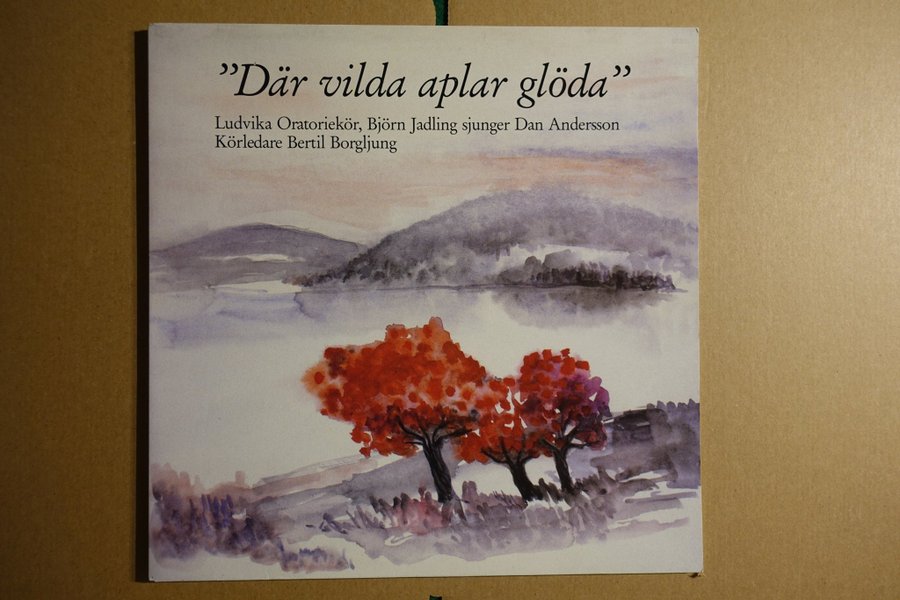 ”Där vilda aplar glöda”
Ludvika Oratoriekör, Björn Jadling sjunger Dan Andersson
Körledare Bertil Borgljung